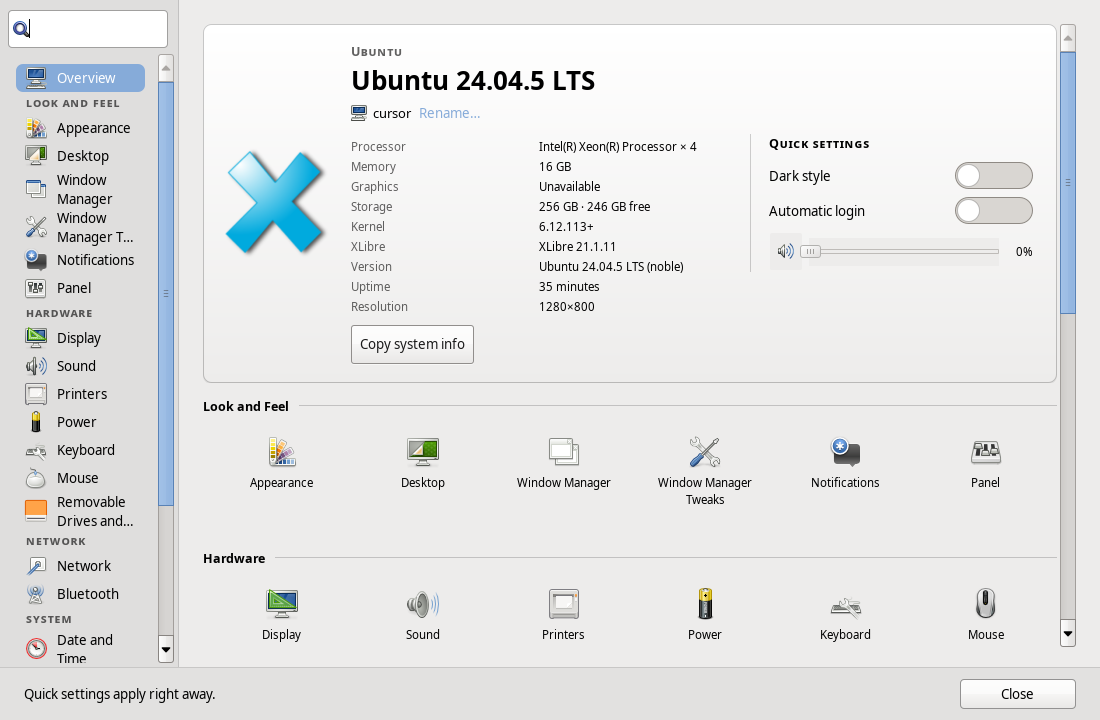 Overview
LOOK AND FEEL
Appearance
Desktop
Window
Manager
Window
Manager T...
Notifications
Panel
HARDWARE
Display
Sound
Printers
Power
Keyboard
Mouse
Removable
Drives and...
NETWORK
Network
Bluetooth
SYSTEM
Date and
Time
UBUNTU
Ubuntu 24.04.5 LTS
cursor Rename...
Processor Intel(R) Xeon(R) Processor × 4
Memory 16 GB
Graphics Unavailable
Storage 256 GB · 246 GB free
Kernel 6.12.113+
XLibre XLibre 21.1.11
Version Ubuntu 24.04.5 LTS (noble)
Uptime 35 minutes
Resolution 1280×800
Copy system info
QUICK SETTINGS
Dark style
Automatic login
0%
Look and Feel
Appearance
Desktop
Window Manager
Window Manager
Tweaks
Notifications
Panel
Hardware
Display
Sound
Printers
Power
Keyboard
Mouse
Quick settings apply right away.
Close